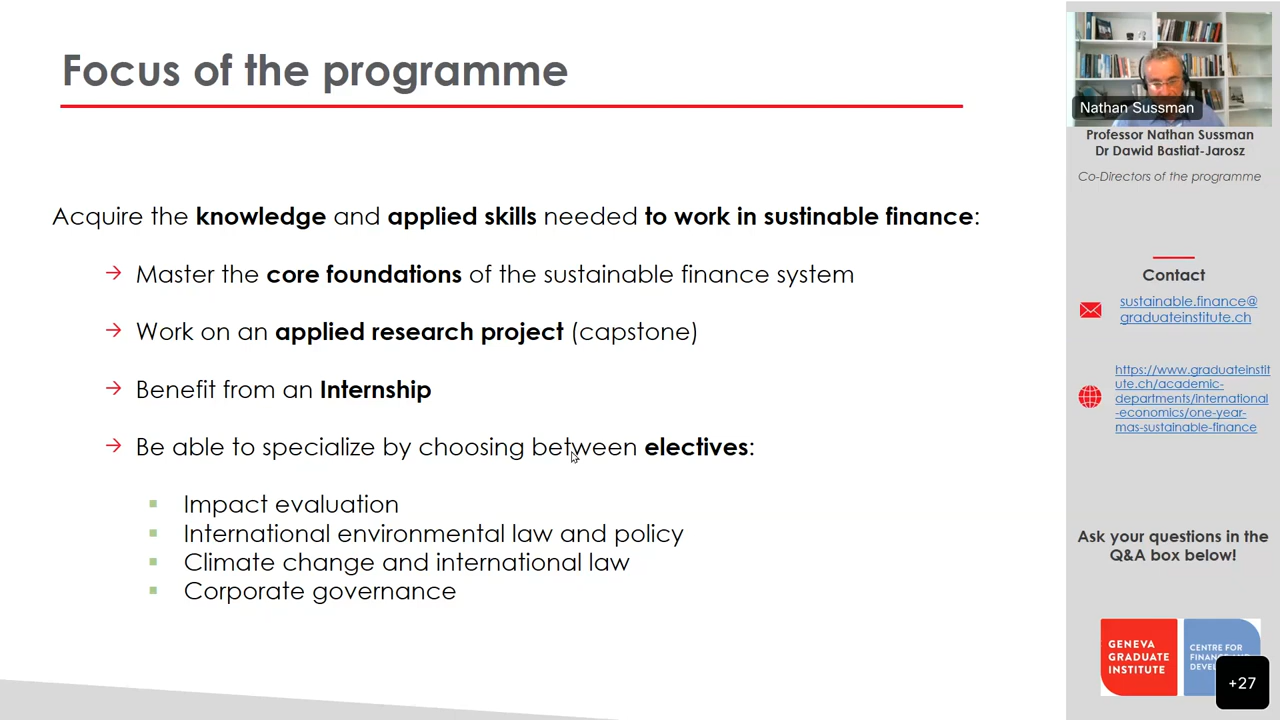 Focus of the programme
Acquire the knowledge and applied skills needed to work in sustinable finance:
→ Master the core foundations of the sustainable finance system
→ Work on an applied research project (capstone)
→ Benefit from an Internship
→ Be able to specialize by choosing between electives:
▪ Impact evaluation
▪ International environmental law and policy
▪ Climate change and international law
▪ Corporate governance
Nathan Sussman
Professor Nathan Sussman
Dr Dawid Bastiat-Jarosz
Co-Directors of the programme
Contact
sustainable.finance@
graduateinstitute.ch
https://www.graduateinstit
ute.ch/academic-
departments/international
-economics/one-year-
mas-sustainable-finance
Ask your questions in the
Q&A box below!
GENEVA
GRADUATE
INSTITUTE
CENTRE FOR
+27